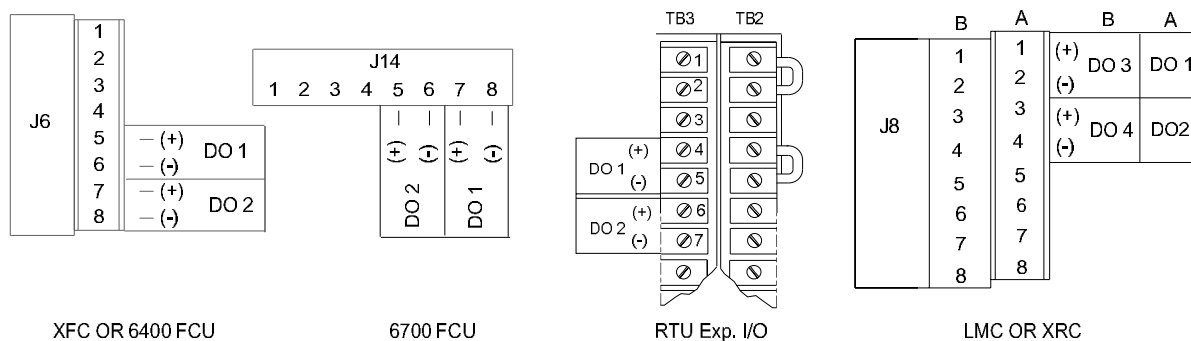 J6
1
2
3
4
5 – (+)
6 – (-)
DO 1
7 – (+)
8 – (-)
DO 2
XFC OR 6400 FCU
J14
1 2 3 4 5 6 7 8
(+) (-) (+) (-)
DO 2 DO 1
6700 FCU
TB3 TB2
1
2
3
4
5
6
7
DO 1 (+)
(-)
DO 2 (+)
(-)
RTU Exp. I/O
B A B A
J8
1 1
2 2
3 3
4 4
5 5
6 6
7 7
8 8
(+) DO 3 DO 1
(-)
(+) DO 4 DO2
(-)
LMC OR XRC